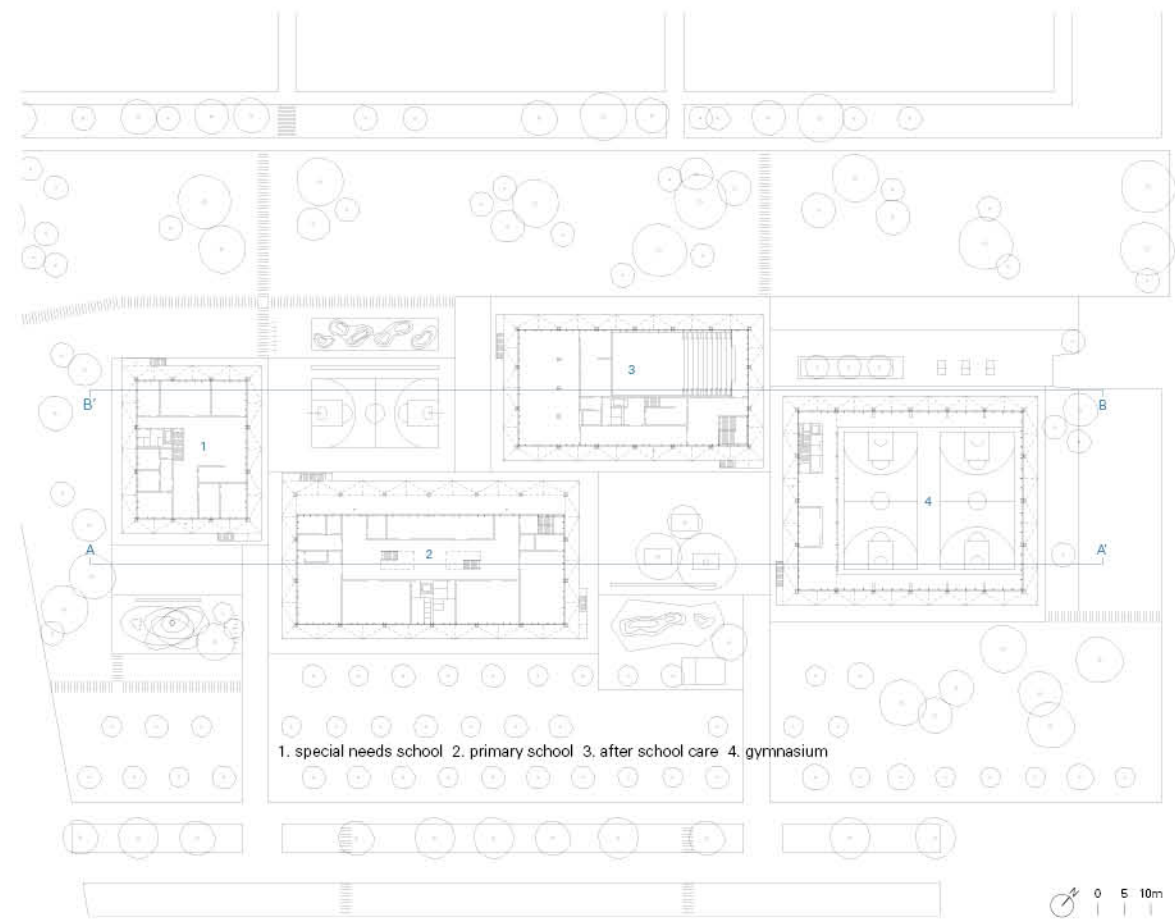 3
B'
B
1
4
A
2
A'
1. special needs school 2. primary school 3. after school care 4. gymnasium
N
0 5 10m